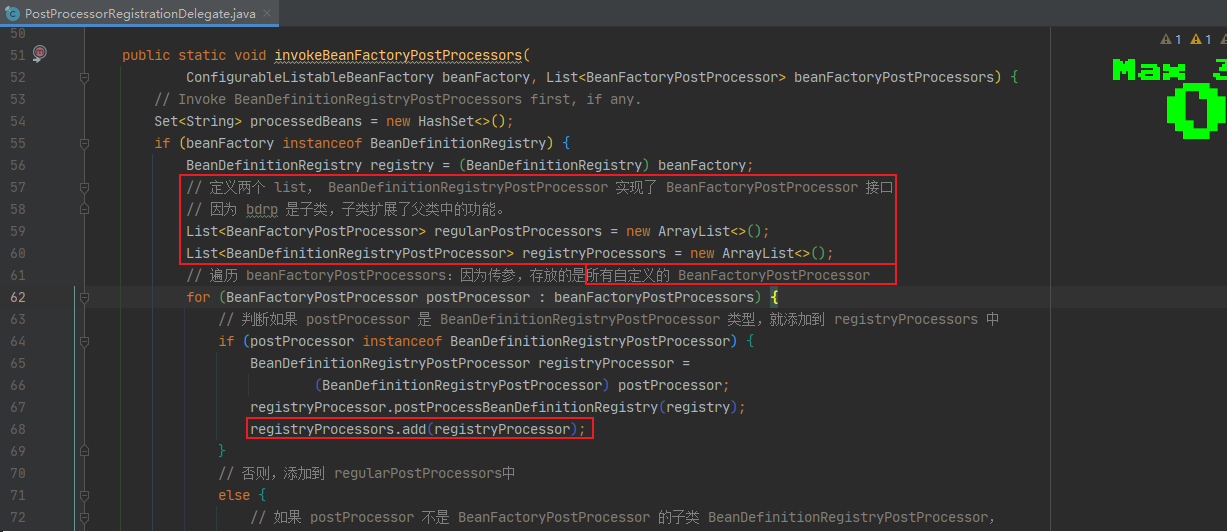 PostProcessorRegistrationDelegate.java
50
51 public static void invokeBeanFactoryPostProcessors(
52 ConfigurableListableBeanFactory beanFactory, List<BeanFactoryPostProcessor> beanFactoryPostProcessors) {
53 // Invoke BeanDefinitionRegistryPostProcessors first, if any.
54 Set<String> processedBeans = new HashSet<>();
55 if (beanFactory instanceof BeanDefinitionRegistry) {
56 BeanDefinitionRegistry registry = (BeanDefinitionRegistry) beanFactory;
57 // 定义两个 list, BeanDefinitionRegistryPostProcessor 实现了 BeanFactoryPostProcessor 接口
58 // 因为 bdrp 是子类,子类扩展了父类中的功能。
59 List<BeanFactoryPostProcessor> regularPostProcessors = new ArrayList<>();
60 List<BeanDefinitionRegistryPostProcessor> registryProcessors = new ArrayList<>();
61 // 遍历 beanFactoryPostProcessors:因为传参,存放的是所有自定义的 BeanFactoryPostProcessor
62 for (BeanFactoryPostProcessor postProcessor : beanFactoryPostProcessors) {
63 // 判断如果 postProcessor 是 BeanDefinitionRegistryPostProcessor 类型,就添加到 registryProcessors 中
64 if (postProcessor instanceof BeanDefinitionRegistryPostProcessor) {
65 BeanDefinitionRegistryPostProcessor registryProcessor =
66 (BeanDefinitionRegistryPostProcessor) postProcessor;
67 registryProcessor.postProcessBeanDefinitionRegistry(registry);
68 registryProcessors.add(registryProcessor);
69 }
70 // 否则,添加到 regularPostProcessors中
71 else {
72 // 如果 postProcessor 不是 BeanFactoryPostProcessor 的子类 BeanDefinitionRegistryPostProcessor,
1 1
Max 3
0